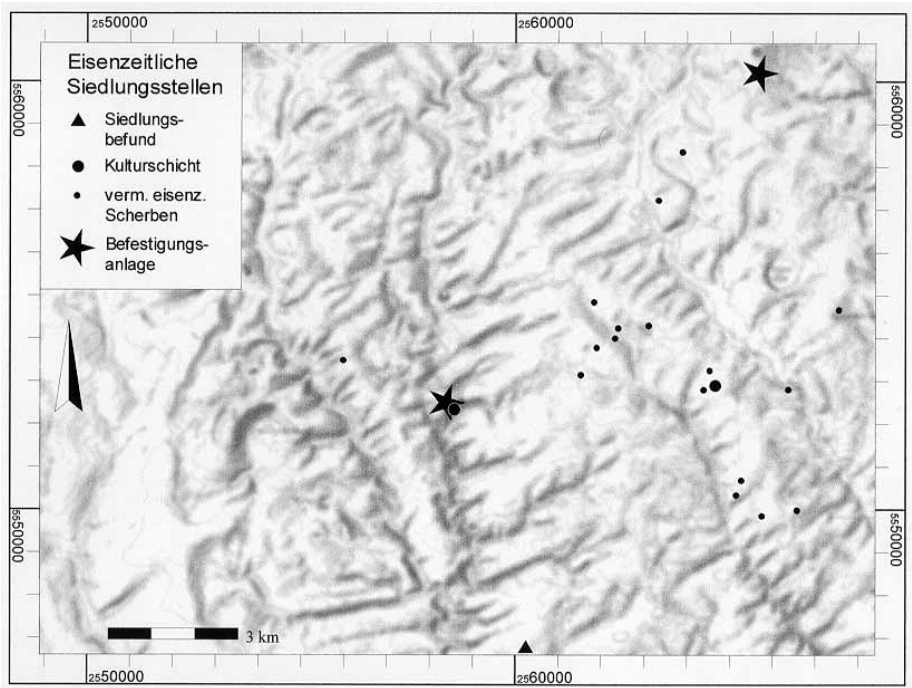 2550000
2560000
Eisenzeitliche
Siedlungsstellen
Siedlungs-
befund
Kulturschicht
verm. eisenz.
Scherben
Befestigungs-
anlage
5560000
5560000
5550000
5550000
3 km
2550000
2560000